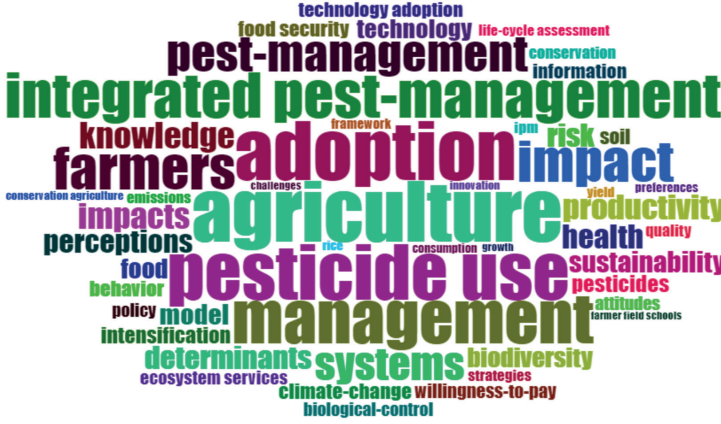 technology adoption
food security technology life-cycle assessment
pest-management conservation
information
integrated pest-management
framework
knowledge adoption ipm risk soil
farmers impact
challenges innovation preferences
conservation agriculture emissions agriculture yield
impacts productivity
perceptions health quality
rice consumption growth
food pesticide use sustainability
behavior pesticides
policy model management attitudes
farmer field schools
intensification
determinants systems biodiversity
ecosystem services strategies
climate-change willingness-to-pay
biological-control